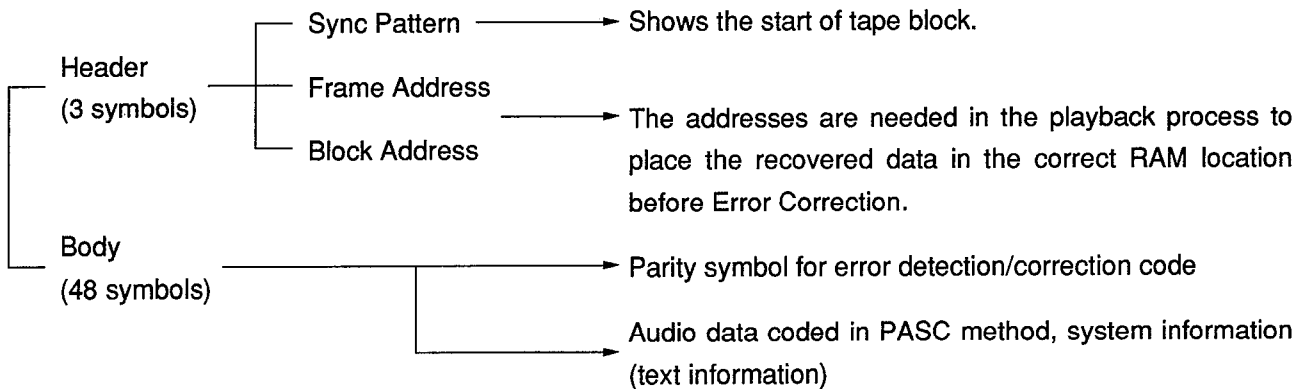 Sync Pattern
Shows the start of tape block.
Header
(3 symbols)
Frame Address
Block Address
The addresses are needed in the playback process to
place the recovered data in the correct RAM location
before Error Correction.
Body
(48 symbols)
Parity symbol for error detection/correction code
Audio data coded in PASC method, system information
(text information)